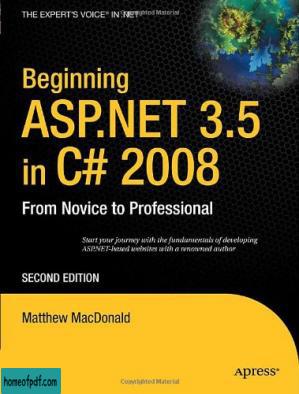 THE EXPERT'S VOICE® IN .NET
Beginning
ASP.NET 3.5
in C# 2008
From Novice to Professional
Start your journey with the fundamentals of developing
ASP.NET-based websites with a renowned author
SECOND EDITION
Matthew MacDonald
Apress®
homeofpdf.com